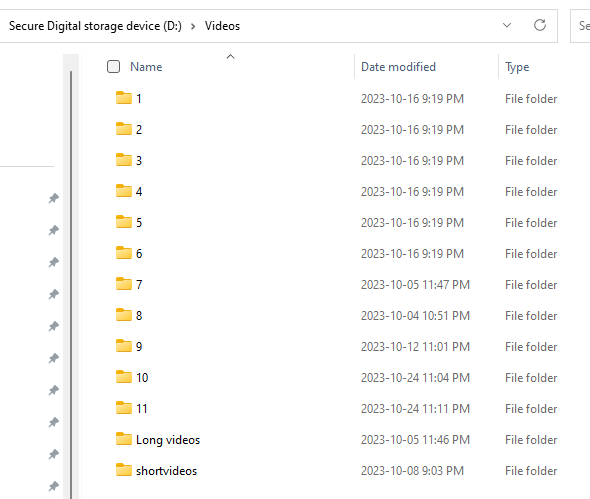 Secure Digital storage device (D:) > Videos Se
Name Date modified Type
1 2023-10-16 9:19 PM File folder
2 2023-10-16 9:19 PM File folder
3 2023-10-16 9:19 PM File folder
4 2023-10-16 9:19 PM File folder
5 2023-10-16 9:19 PM File folder
6 2023-10-16 9:19 PM File folder
7 2023-10-05 11:47 PM File folder
8 2023-10-04 10:51 PM File folder
9 2023-10-12 11:01 PM File folder
10 2023-10-24 11:04 PM File folder
11 2023-10-24 11:11 PM File folder
Long videos 2023-10-05 11:46 PM File folder
shortvideos 2023-10-08 9:03 PM File folder